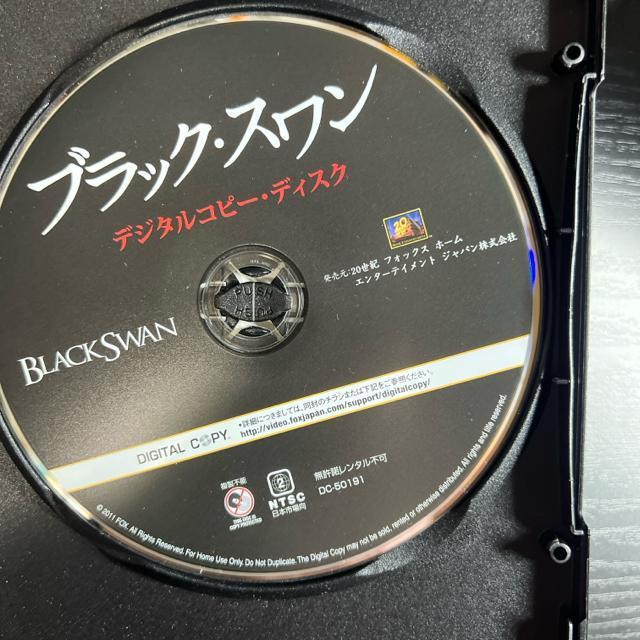 ブラック・スワン
デジタルコピー・ディスク
発売元:20世紀 フォックス ホーム
エンターテイメント ジャパン株式会社
BLACK SWAN
DIGITAL COPY
•詳細につきましては、同封のチラシまたは下記をご参照ください。
http://video.foxjapan.com/support/digitalcopy/
複製不能
2
NTSC
日本市場向
無許諾レンタル不可
DC-50191
© 2011 FOX. All Rights Reserved. For Home Use Only. Do Not Duplicate. The Digital Copy may not be sold, rented or otherwise distributed. All rights and title reserved.